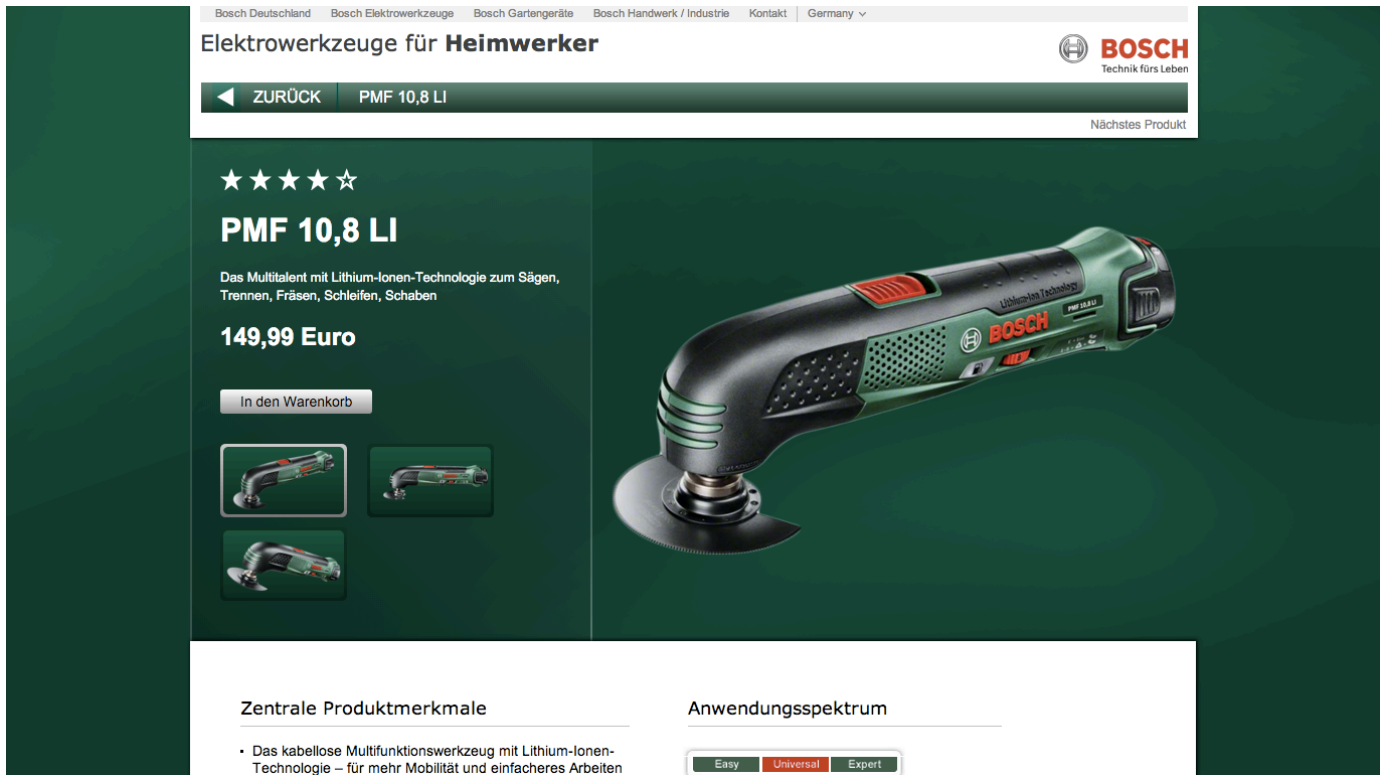 Bosch Deutschland Bosch Elektrowerkzeuge Bosch Gartengeräte Bosch Handwerk / Industrie Kontakt Germany
Elektrowerkzeuge für Heimwerker
BOSCH
Technik fürs Leben
ZURÜCK PMF 10,8 LI
Nächstes Produkt
PMF 10,8 LI
Das Multitalent mit Lithium-Ionen-Technologie zum Sägen,
Trennen, Fräsen, Schleifen, Schaben
149,99 Euro
In den Warenkorb
Lithium-Ion Technology
BOSCH
PMF 10,8 LI
Zentrale Produktmerkmale
Das kabellose Multifunktionswerkzeug mit Lithium-Ionen-
Technologie – für mehr Mobilität und einfacheres Arbeiten
Anwendungsspektrum
Easy Universal Expert